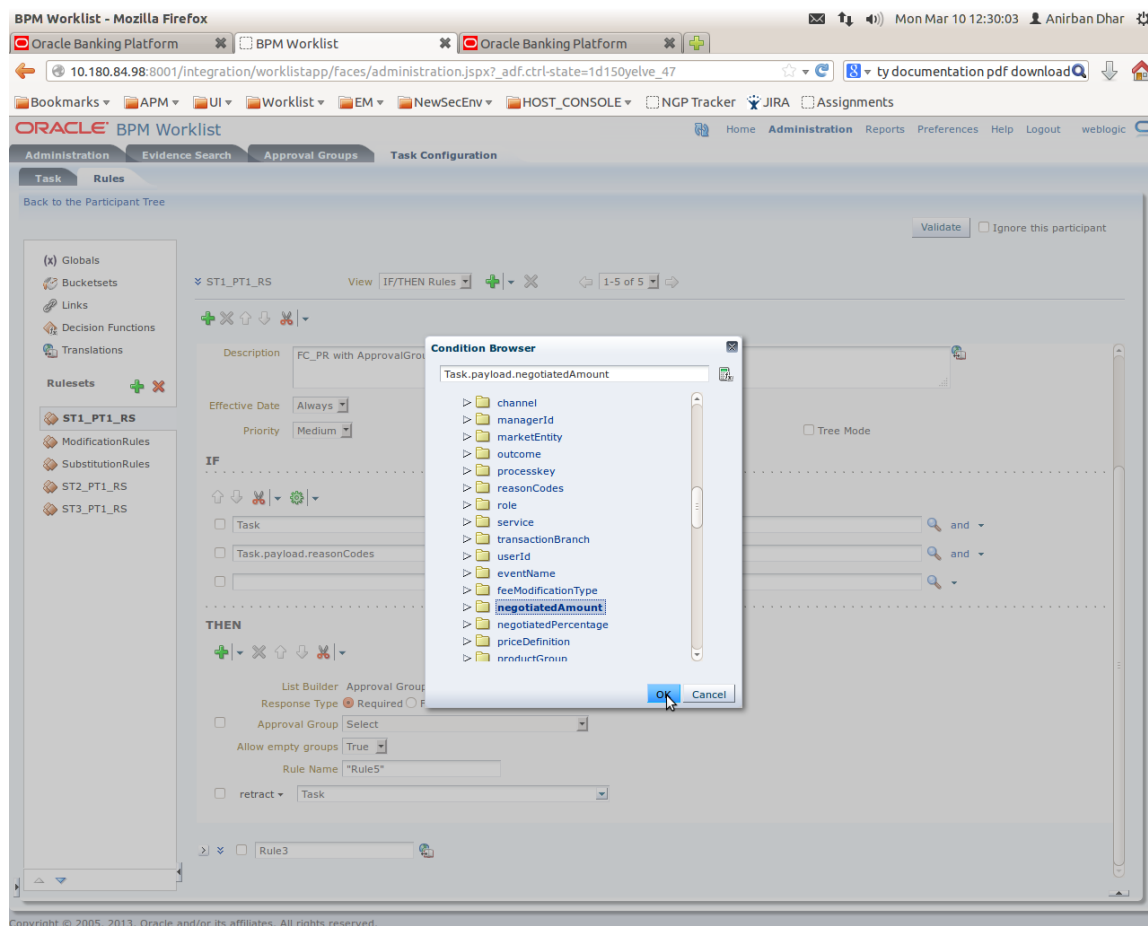 BPM Worklist - Mozilla Firefox
Mon Mar 10 12:30:03 Anirban Dhar
Oracle Banking Platform BPM Worklist Oracle Banking Platform
10.180.84.98:8001/integration/worklistapp/faces/administration.jspx?_adf.ctrl-state=1d150yelve_47 ty documentation pdf download
Bookmarks APM UI Worklist EM NewSecEnv HOST_CONSOLE NGP Tracker JIRA Assignments
ORACLE BPM Worklist Home Administration Reports Preferences Help Logout weblogic
Administration Evidence Search Approval Groups Task Configuration
Task Rules
Back to the Participant Tree
Validate Ignore this participant
(x) Globals
Bucketsets
Links
Decision Functions
Translations
Rulesets
ST1_PT1_RS
ModificationRules
SubstitutionRules
ST2_PT1_RS
ST3_PT1_RS
ST1_PT1_RS View IF/THEN Rules 1-5 of 5
Description FC_PR with ApprovalGrou
Effective Date Always
Priority Medium Tree Mode
IF
Task and
Task.payload.reasonCodes and
THEN
List Builder Approval Group
Response Type Required F
Approval Group Select
Allow empty groups True
Rule Name "Rule5"
retract Task
Rule3
Condition Browser
Task.payload.negotiatedAmount
channel
managerId
marketEntity
outcome
processkey
reasonCodes
role
service
transactionBranch
userId
eventName
feeModificationType
negotiatedAmount
negotiatedPercentage
priceDefinition
productGroup
OK Cancel
Copyright © 2005, 2013, Oracle and/or its affiliates. All rights reserved.